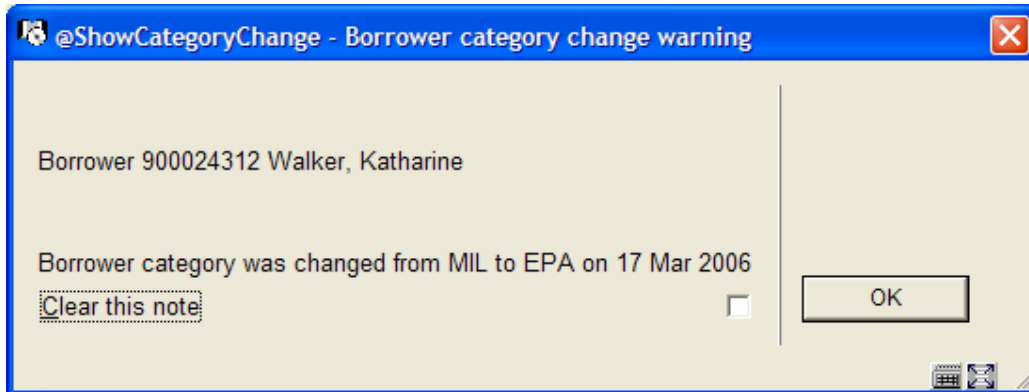 @ShowCategoryChange - Borrower category change warning
Borrower 900024312 Walker, Katharine
Borrower category was changed from MIL to EPA on 17 Mar 2006
Clear this note
OK